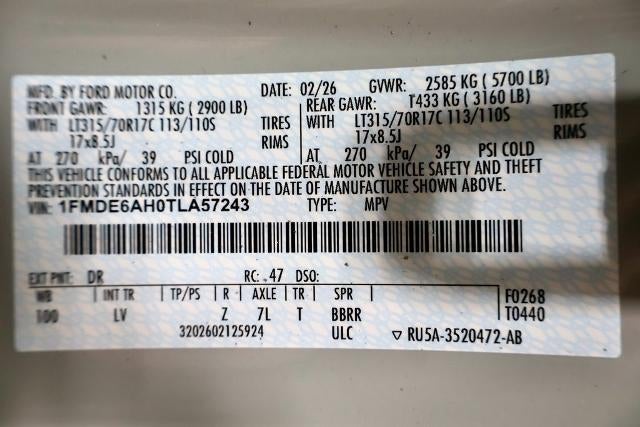 MFD. BY FORD MOTOR CO. DATE: 02/26 GVWR: 2585 KG ( 5700 LB)
FRONT GAWR: 1315 KG ( 2900 LB) REAR GAWR: 1433 KG ( 3160 LB)
WITH LT315/70R17C 113/110S TIRES WITH LT315/70R17C 113/110S TIRES
17x8.5J RIMS 17x8.5J RIMS
AT 270 kPa/ 39 PSI COLD AT 270 kPa/ 39 PSI COLD
THIS VEHICLE CONFORMS TO ALL APPLICABLE FEDERAL MOTOR VEHICLE SAFETY AND THEFT
PREVENTION STANDARDS IN EFFECT ON THE DATE OF MANUFACTURE SHOWN ABOVE.
VIN: 1FMDE6AH0TLA57243 TYPE: MPV
EXT PNT: DR RC: 47 DSO:
WB INT TR TP/PS R AXLE TR SPR F0268
100 LV Z 7L T BBRR T0440
3202602125924 ULC ▽ RU5A-3520472-AB